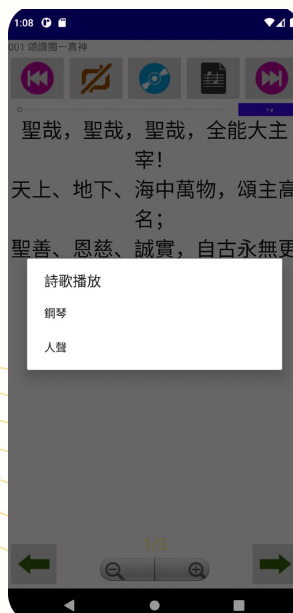 1:08
001 頌讚獨一真神
聖哉，聖哉，聖哉，全能大主
宰！
天上、地下、海中萬物，頌主高
名；
聖善、恩慈、誠實，自古永無更
詩歌播放
鋼琴
人聲
1/3